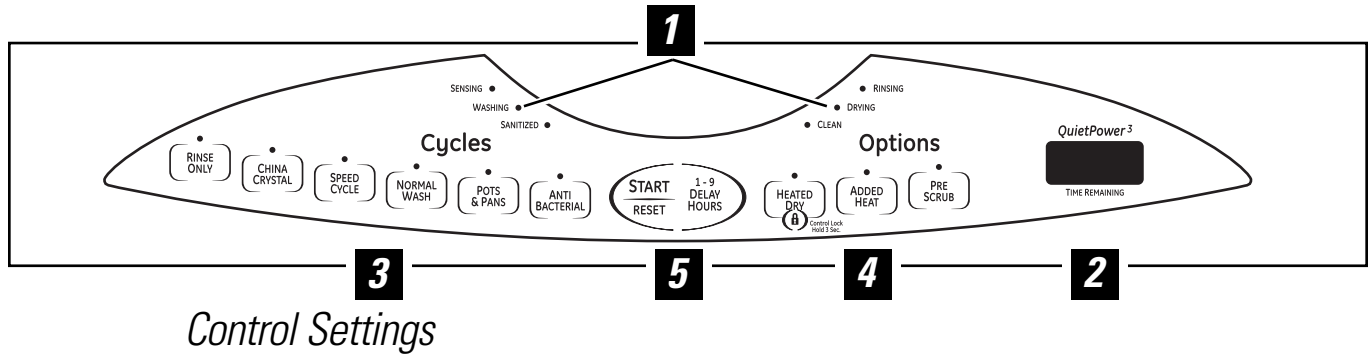 1
SENSING
WASHING
SANITIZED
RINSING
DRYING
CLEAN
Cycles
Options
QuietPower 3
TIME REMAINING
RINSE
ONLY
CHINA
CRYSTAL
SPEED
CYCLE
NORMAL
WASH
POTS
& PANS
ANTI
BACTERIAL
START
RESET
1 - 9
DELAY
HOURS
HEATED
DRY
Control Lock
Hold 3 Sec.
ADDED
HEAT
PRE
SCRUB
3
5
4
2
Control Settings